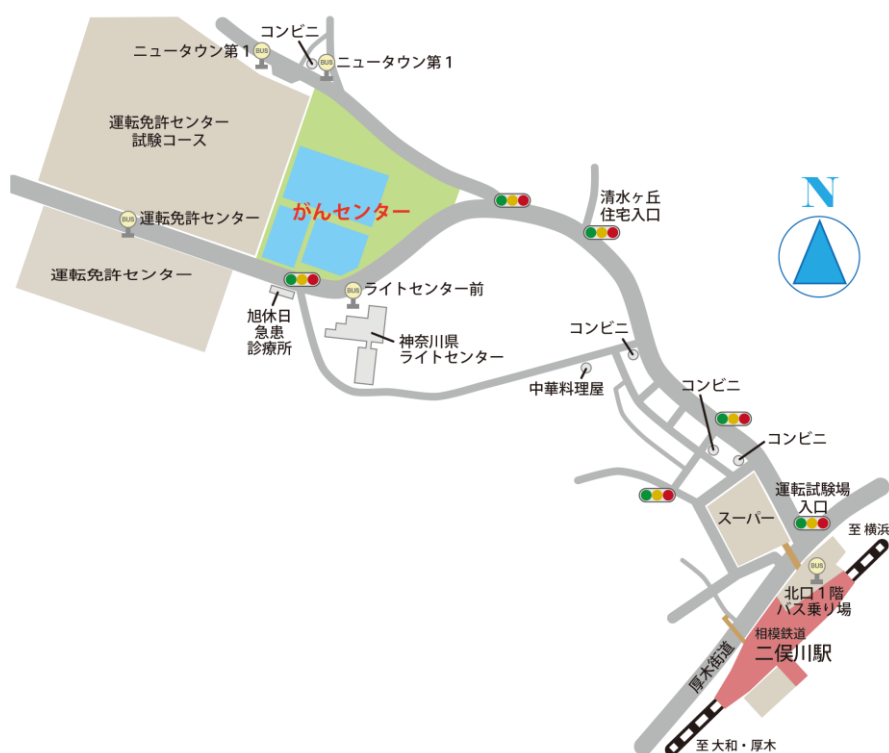 コンビニ
ニュータウン第1
BUS
BUS
ニュータウン第1
運転免許センター
試験コース
N
清水ヶ丘
住宅入口
がんセンター
BUS
運転免許センター
運転免許センター
BUS
ライトセンター前
旭休日
急患
診療所
神奈川県
ライトセンター
コンビニ
中華料理屋
コンビニ
コンビニ
運転試験場
入口
スーパー
至 横浜
BUS
北口1階
バス乗り場
相模鉄道
二俣川駅
厚木街道
至 大和・厚木